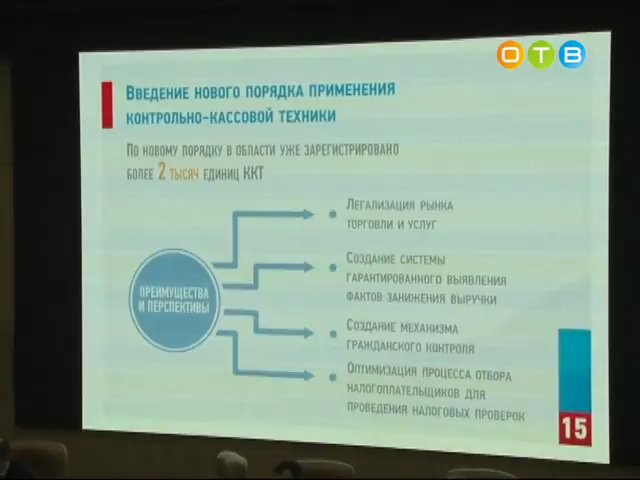 ОТВ
Введение нового порядка применения
контрольно-кассовой техники
По новому порядку в области уже зарегистрировано
более 2 тысяч единиц ККТ
Легализация рынка
торговли и услуг
Создание системы
гарантированного выявления
фактов занижения выручки
Преимущества
и перспективы
Создание механизма
гражданского контроля
Оптимизация процесса отбора
налогоплательщиков для
проведения налоговых проверок
15